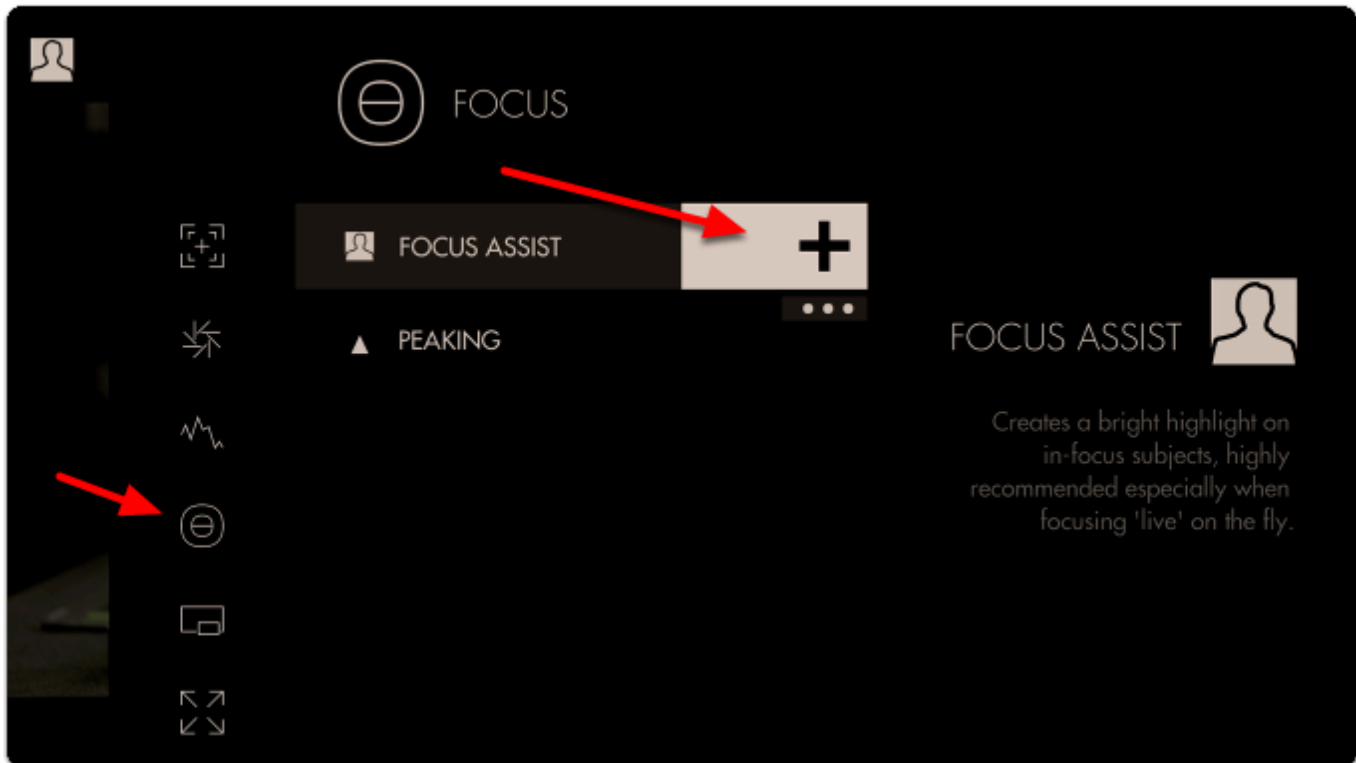 FOCUS
FOCUS ASSIST
PEAKING
FOCUS ASSIST
Creates a bright highlight on
in-focus subjects, highly
recommended especially when
focusing 'live' on the fly.